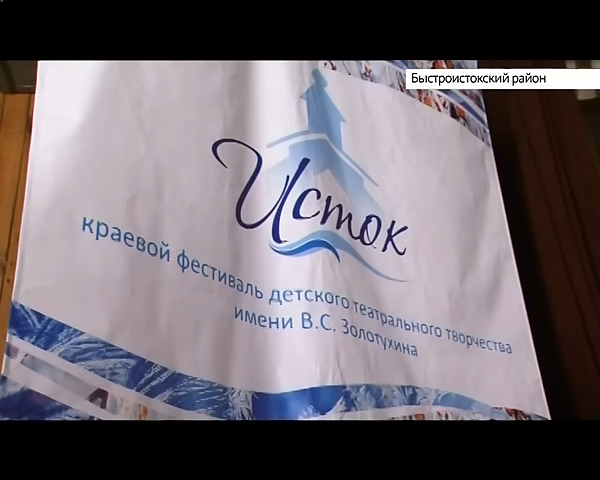 Быстроистокский район
Исток
краевой фестиваль детского театрального творчества
имени В.С. Золотухина